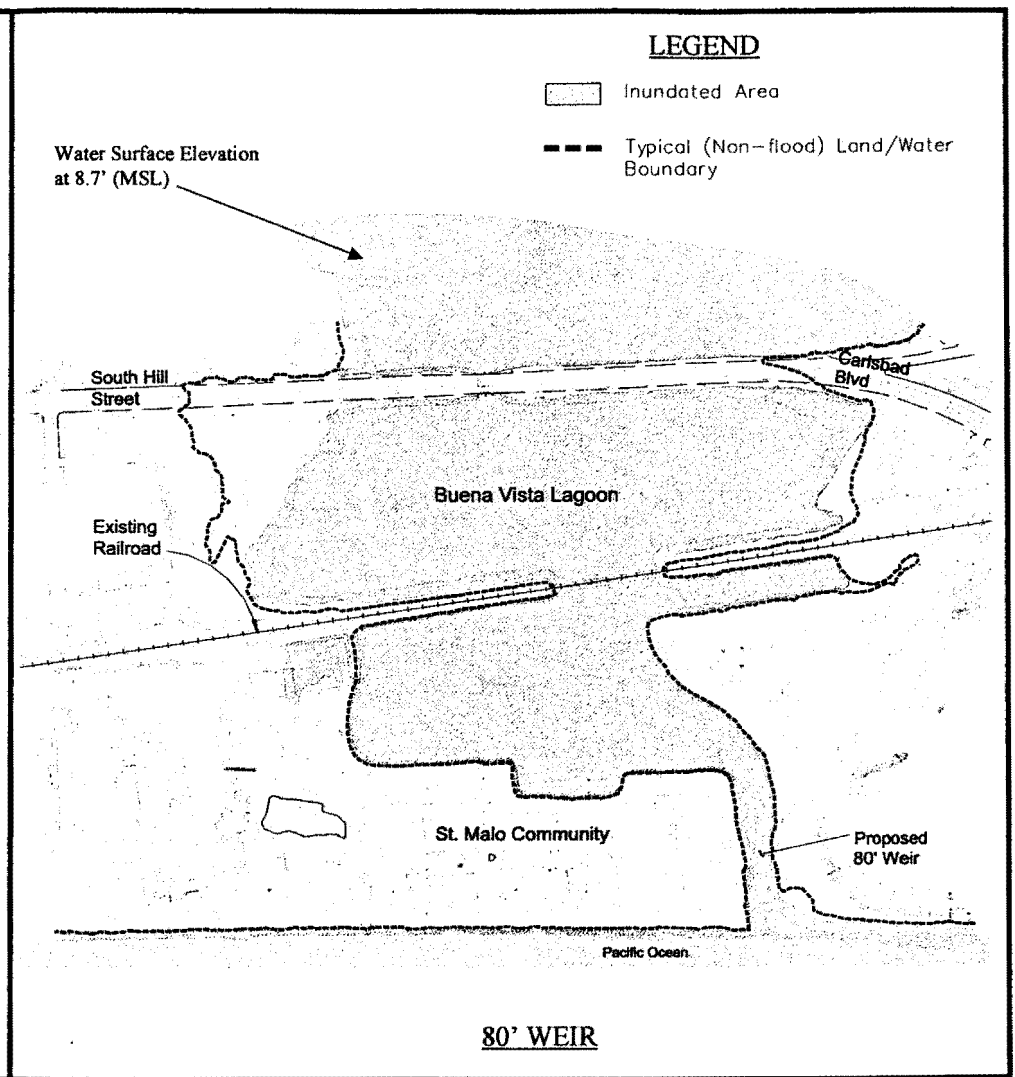 LEGEND
Inundated Area
Typical (Non-flood) Land/Water
Boundary
Water Surface Elevation
at 8.7' (MSL)
South Hill
Street
Carlsbad
Blvd
Buena Vista Lagoon
Existing
Railroad
St. Malo Community
Proposed
80' Weir
Pacific Ocean
80' WEIR